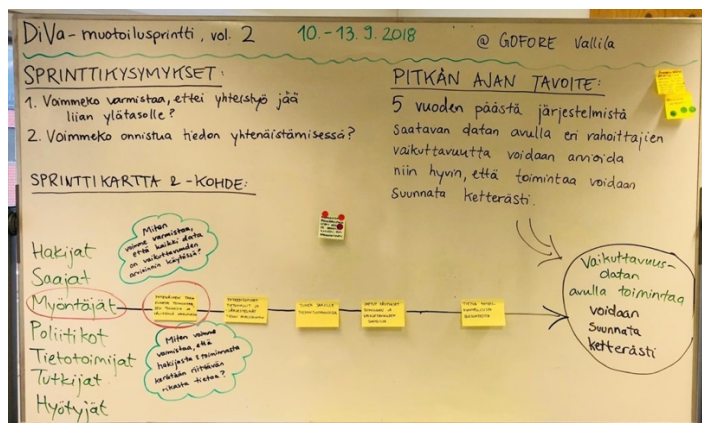 DiVa-muotoilusprintti, vol. 2 10.-13.9.2018 @ GOFORE Vallila
SPRINTTIKYSYMYKSET:
1. Voimmeko varmistaa, ettei yhteistyö jää
liian ylätasolle?
2. Voimmeko onnistua tiedon yhtenäistämisessä?
PITKÄN AJAN TAVOITE:
5 vuoden päästä järjestelmistä
saatavan datan avulla eri rahoittajien
vaikuttavuutta voidaan arvioida
niin hyvin, että toimintaa voidaan
suunnata ketterästi.
SPRINTTIKARTTA & -KOHDE:
Miten
voimme varmistaa,
että kaikki data
on vaikuttavuuden
arvioinnin käytössä?
Hakijat
Saajat
Myöntäjät
Poliitikot
Tietotoimijat
Tutkijat
Hyötyjät
Miten voimme
varmistaa, että
hakijasta & toiminnasta
kerätään riittävän
rikasta tietoa?
Vaikuttavuus-
datan
avulla toimintaa
voidaan
suunnata
ketterästi